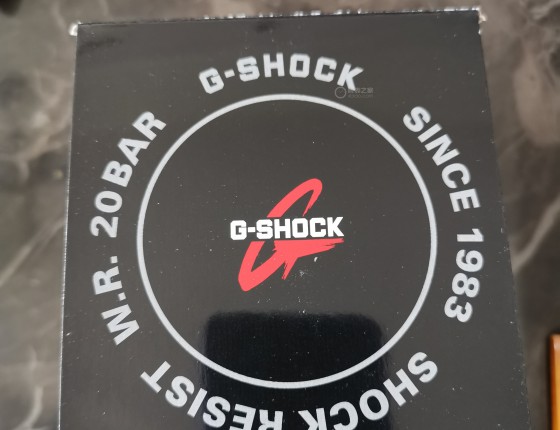 G-SHOCK
SINCE 1983
SHOCK RESIST
W.R. 20BAR
G-SHOCK